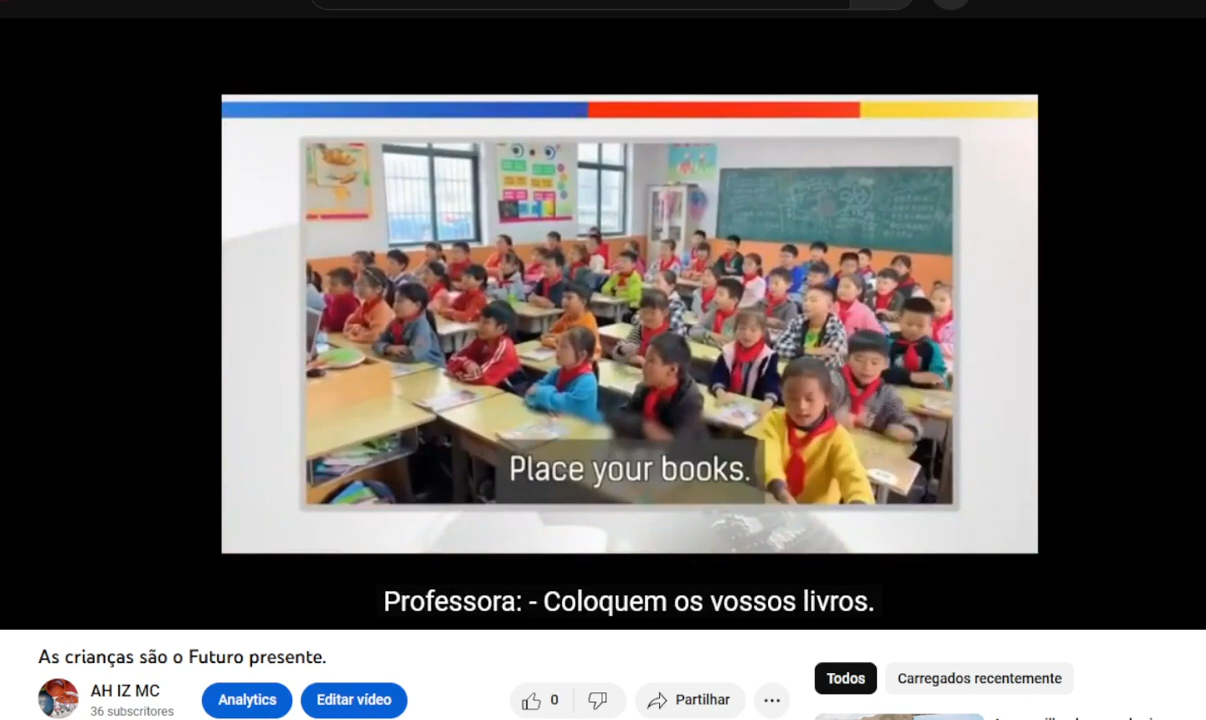 Place your books.
Professora: - Coloquem os vossos livros.
As crianças são o Futuro presente.
AH IZ MC
36 subscritores
Analytics
Editar vídeo
0
Partilhar
Todos
Carregados recentemente